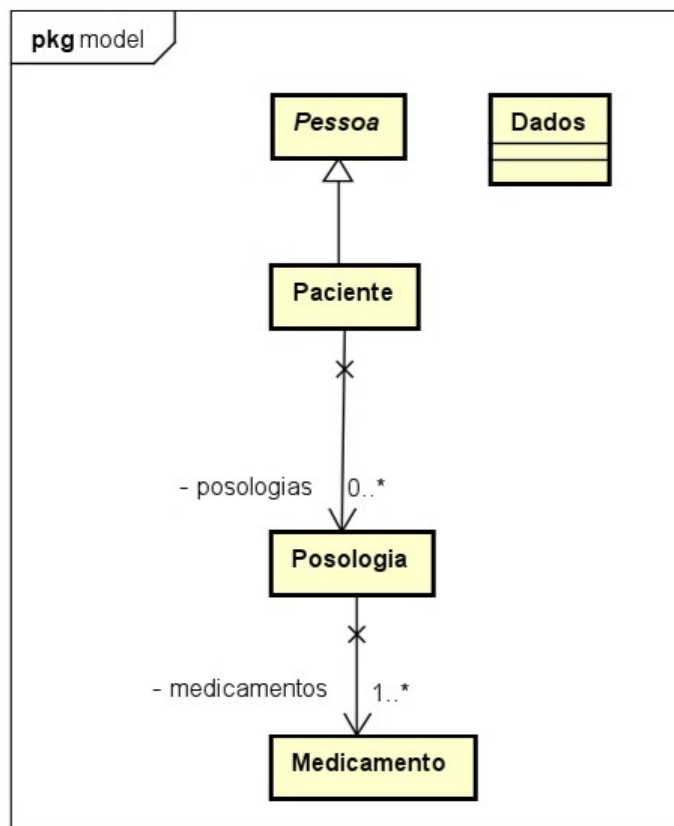 pkg model
Pessoa
Dados
Paciente
- posologias 0..*
Posologia
- medicamentos 1..*
Medicamento